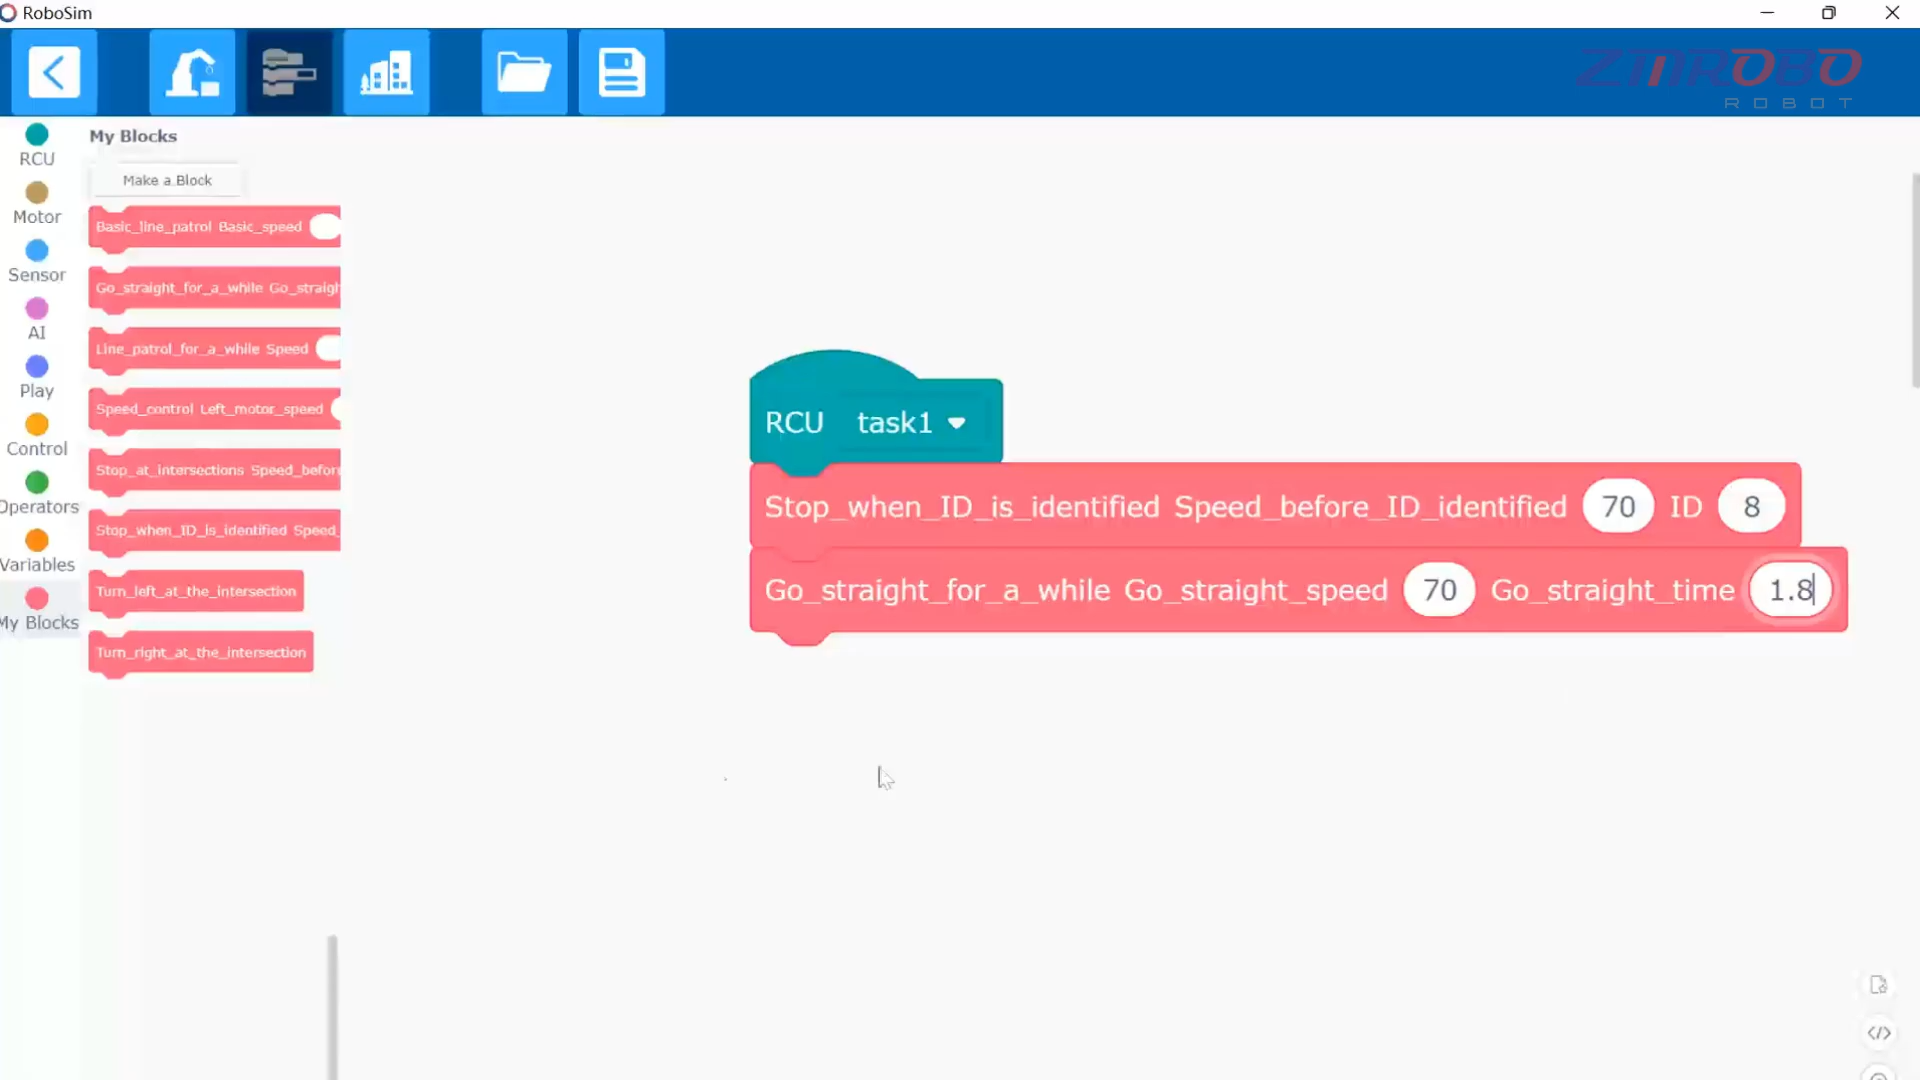 RoboSim
ZMROBO
ROBOT
RCU
Motor
Sensor
AI
Play
Control
Operators
Variables
My Blocks
My Blocks
Make a Block
Basic_line_patrol Basic_speed
Go_straight_for_a_while Go_straigh
Line_patrol_for_a_while Speed
Speed_control Left_motor_speed
Stop_at_intersections Speed_befor
Stop_when_ID_is_identified Speed_
Turn_left_at_the_intersection
Turn_right_at_the_intersection
RCU task1
Stop_when_ID_is_identified Speed_before_ID_identified 70 ID 8
Go_straight_for_a_while Go_straight_speed 70 Go_straight_time 1.8